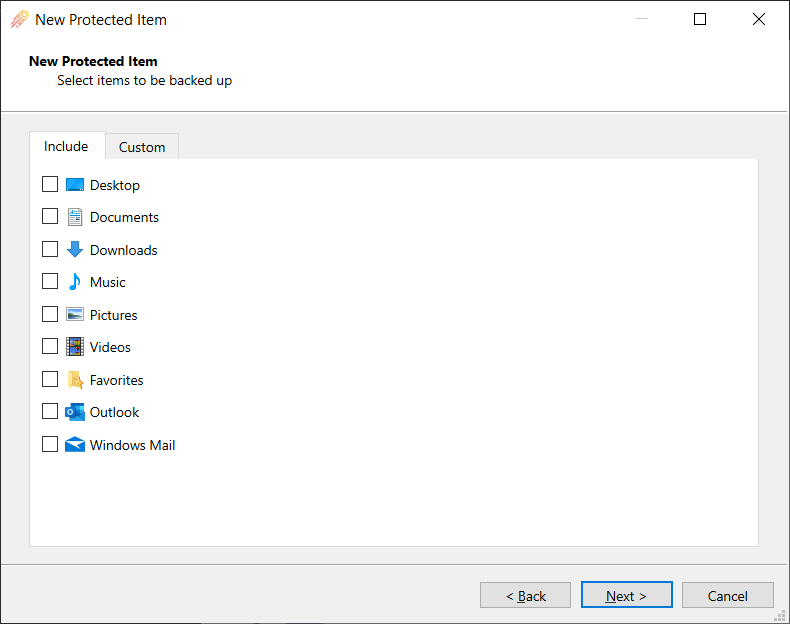 New Protected Item
New Protected Item
Select items to be backed up
Include
Custom
Desktop
Documents
Downloads
Music
Pictures
Videos
Favorites
Outlook
Windows Mail
< Back
Next >
Cancel